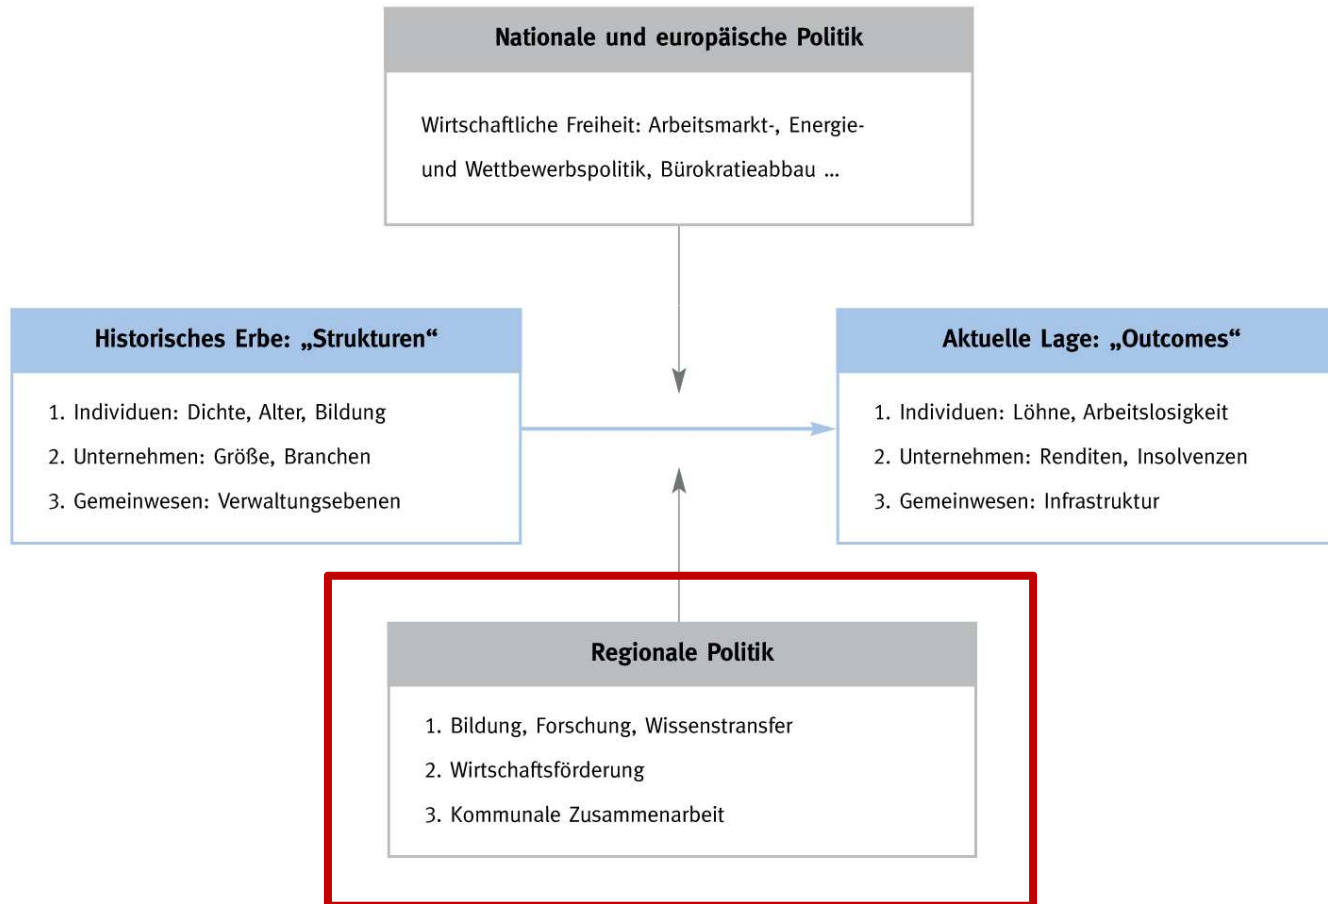 Nationale und europäische Politik
Wirtschaftliche Freiheit: Arbeitsmarkt-, Energie-
und Wettbewerbspolitik, Bürokratieabbau ...
Historisches Erbe: „Strukturen“
1. Individuen: Dichte, Alter, Bildung
2. Unternehmen: Größe, Branchen
3. Gemeinwesen: Verwaltungsebenen
Aktuelle Lage: „Outcomes“
1. Individuen: Löhne, Arbeitslosigkeit
2. Unternehmen: Renditen, Insolvenzen
3. Gemeinwesen: Infrastruktur
Regionale Politik
1. Bildung, Forschung, Wissenstransfer
2. Wirtschaftsförderung
3. Kommunale Zusammenarbeit